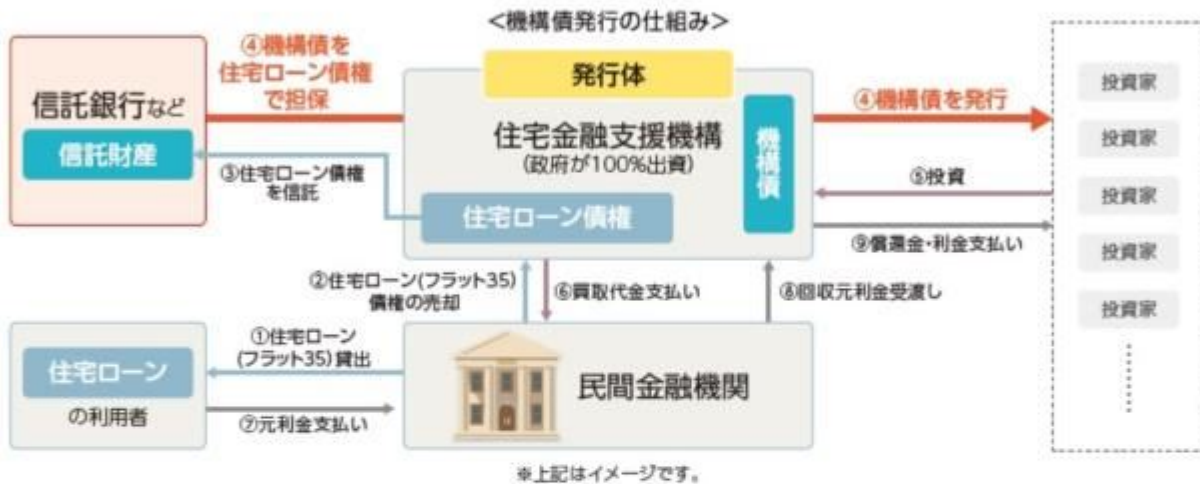 <機構債発行の仕組み>
④機構債を
住宅ローン債権
で担保
発行体
信託銀行など
信託財産
住宅金融支援機構
(政府が100%出資)
機構債
④機構債を発行
投資家
投資家
投資家
投資家
投資家
③住宅ローン債権
を信託
住宅ローン債権
⑤投資
⑨償還金・利金支払い
②住宅ローン(フラット35)
債権の売却
⑥買取代金支払い
⑧回収元利金受渡し
①住宅ローン
(フラット35)貸出
住宅ローン
の利用者
⑦元利金支払い
民間金融機関
※上記はイメージです。